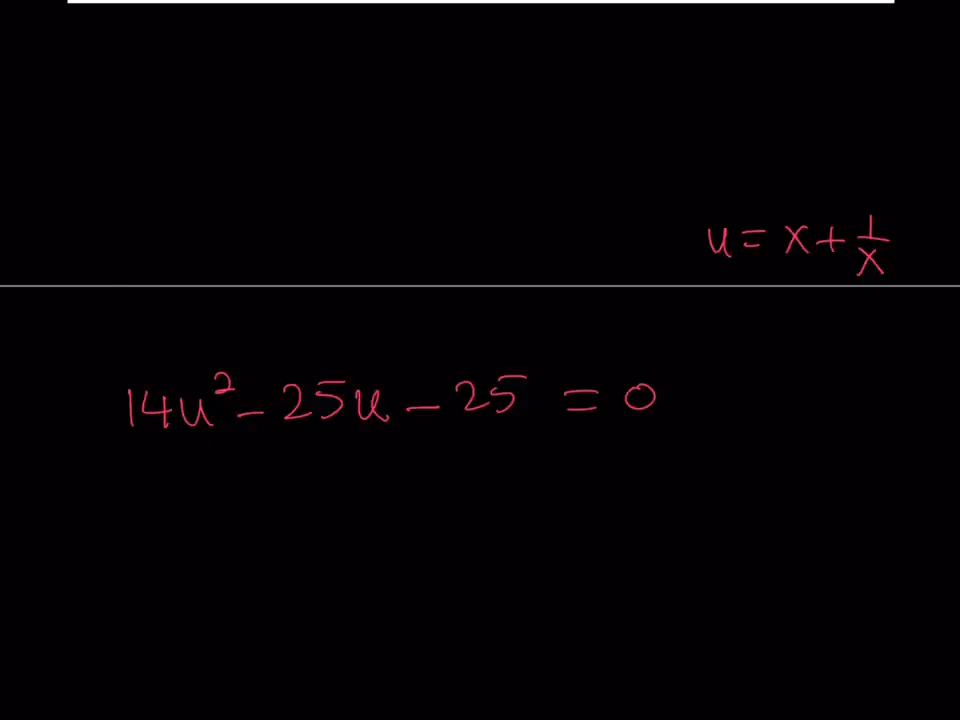 u = x + 1/x
14u² - 25u - 25 = 0